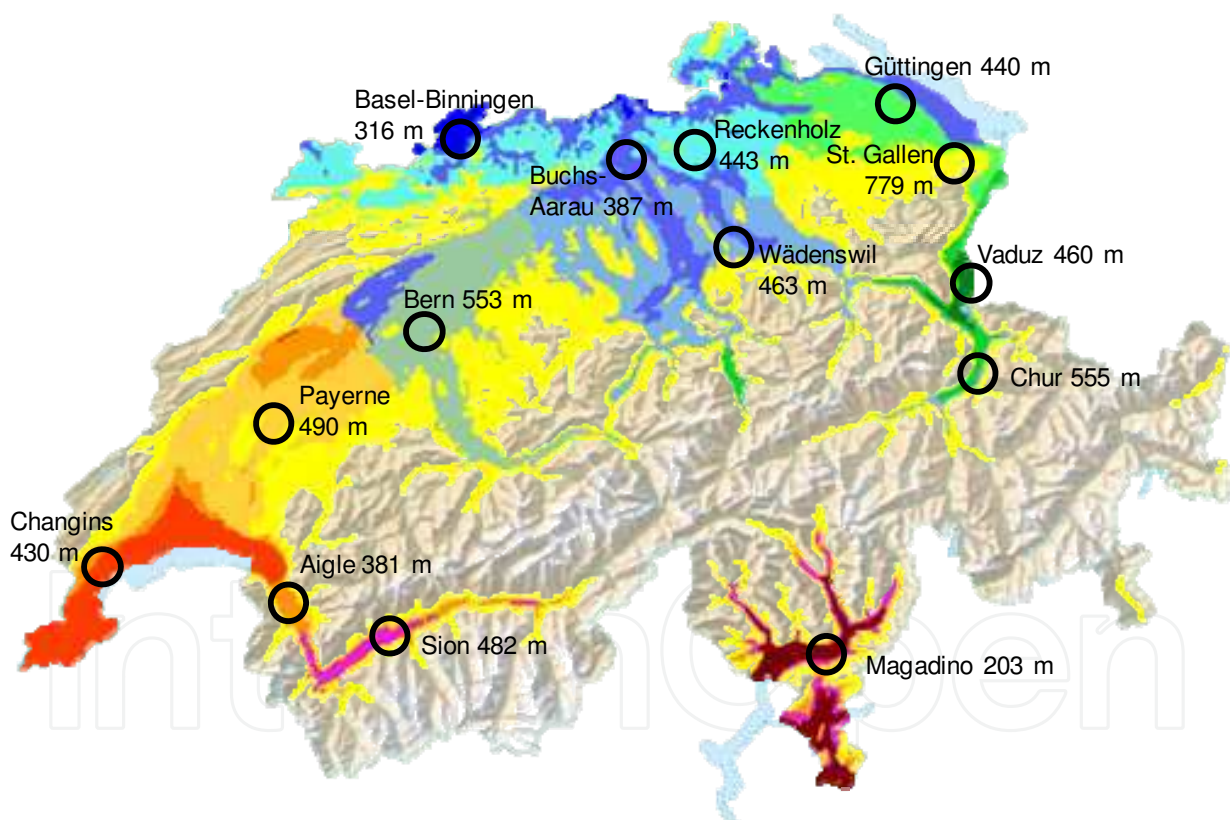 Güttingen 440 m
Basel-Binningen
316 m
Reckenholz
443 m
St. Gallen
779 m
Buchs-
Aarau 387 m
Wädenswil
463 m
Vaduz 460 m
Bern 553 m
Chur 555 m
Payerne
490 m
Changins
430 m
Aigle 381 m
Sion 482 m
Magadino 203 m
IntechOpen